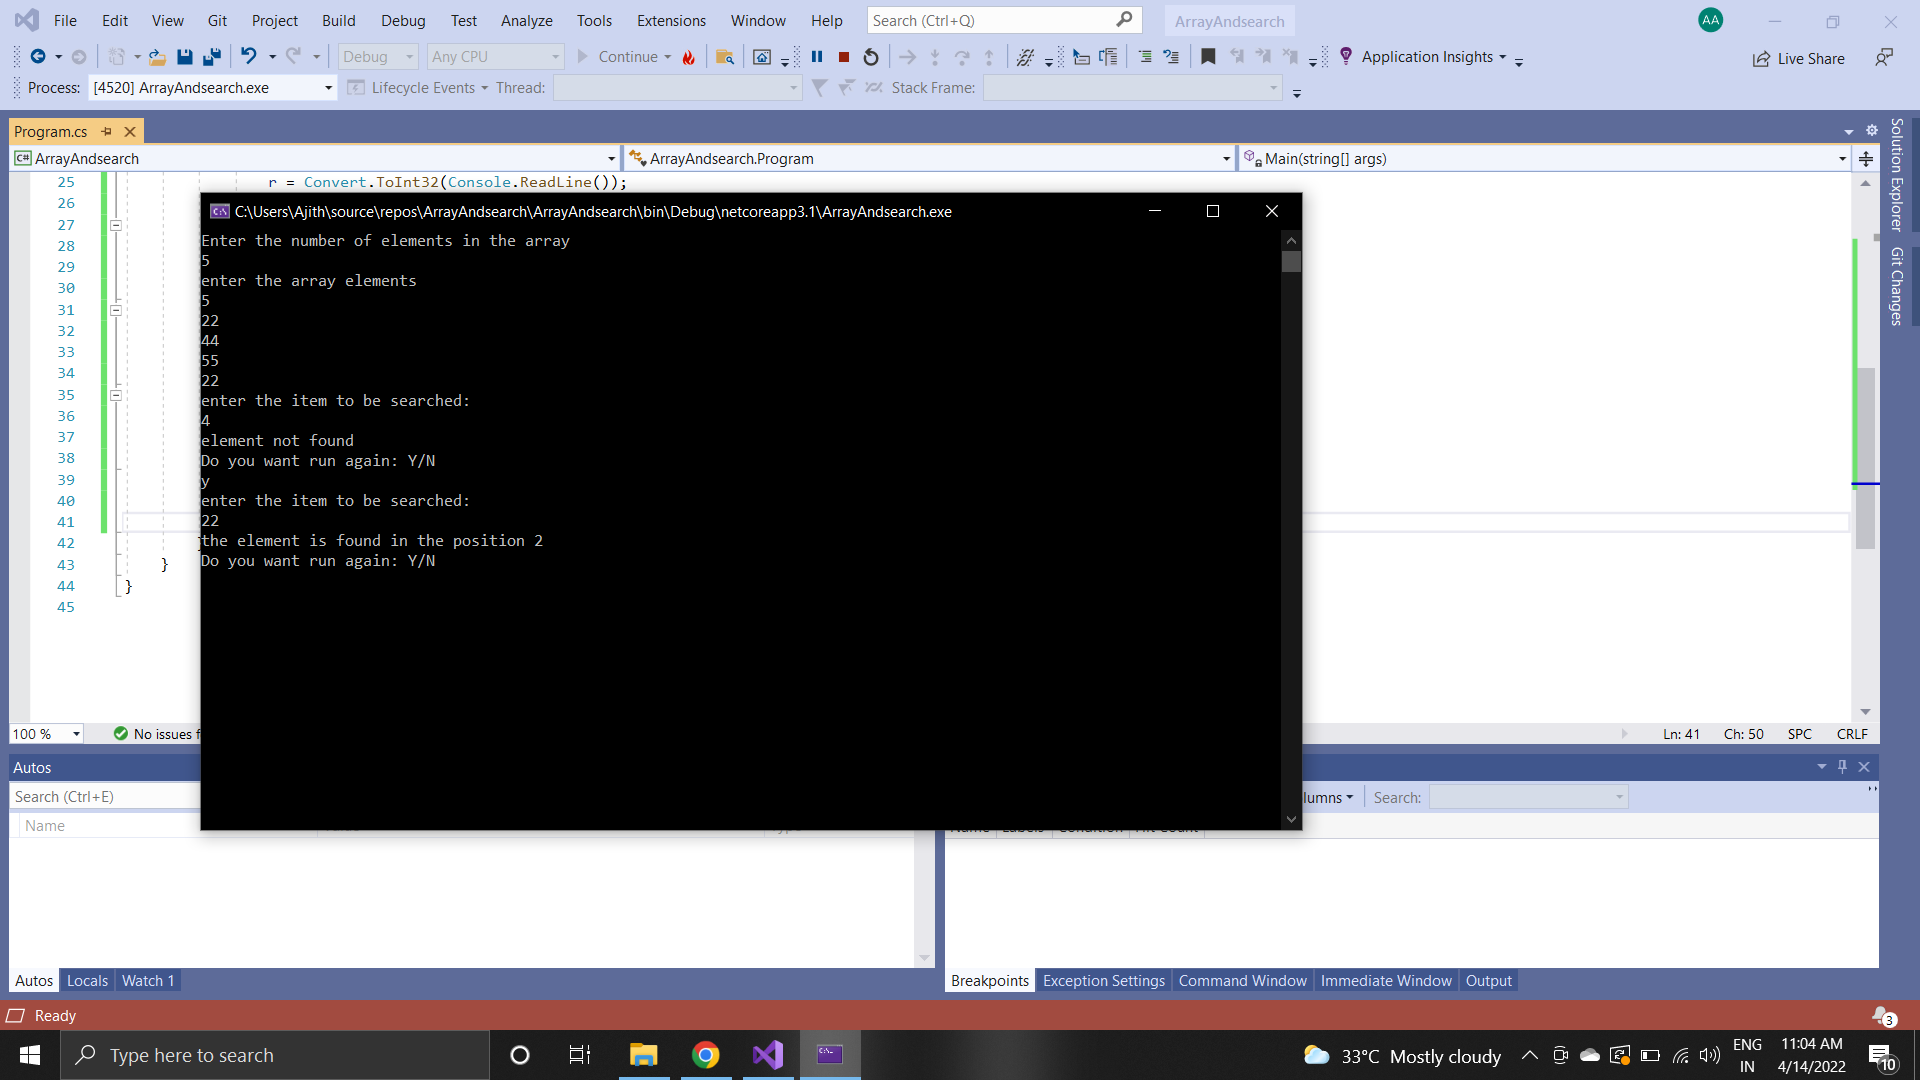 File Edit View Git Project Build Debug Test Analyze Tools Extensions Window Help Search (Ctrl+Q) ArrayAndsearch AA
Debug Any CPU Continue Application Insights Live Share
Process: [4520] ArrayAndsearch.exe Lifecycle Events Thread: Stack Frame:
Program.cs
C# ArrayAndsearch ArrayAndsearch.Program Main(string[] args)
Solution Explorer
Git Changes
25 r = Convert.ToInt32(Console.ReadLine());
26
27
28
29
30
31
32
33
34
35
36
37
38
39
40
41
42
43 }
44 }
45
C:\Users\Ajith\source\repos\ArrayAndsearch\ArrayAndsearch\bin\Debug\netcoreapp3.1\ArrayAndsearch.exe
Enter the number of elements in the array
5
enter the array elements
5
22
44
55
22
enter the item to be searched:
4
element not found
Do you want run again: Y/N
y
enter the item to be searched:
22
the element is found in the position 2
Do you want run again: Y/N
100 % No issues Ln: 41 Ch: 50 SPC CRLF
Autos
Search (Ctrl+E) Search:
Name
Autos Locals Watch 1 Breakpoints Exception Settings Command Window Immediate Window Output
Ready 3
Type here to search 33°C Mostly cloudy ENG IN 11:04 AM 4/14/2022 10